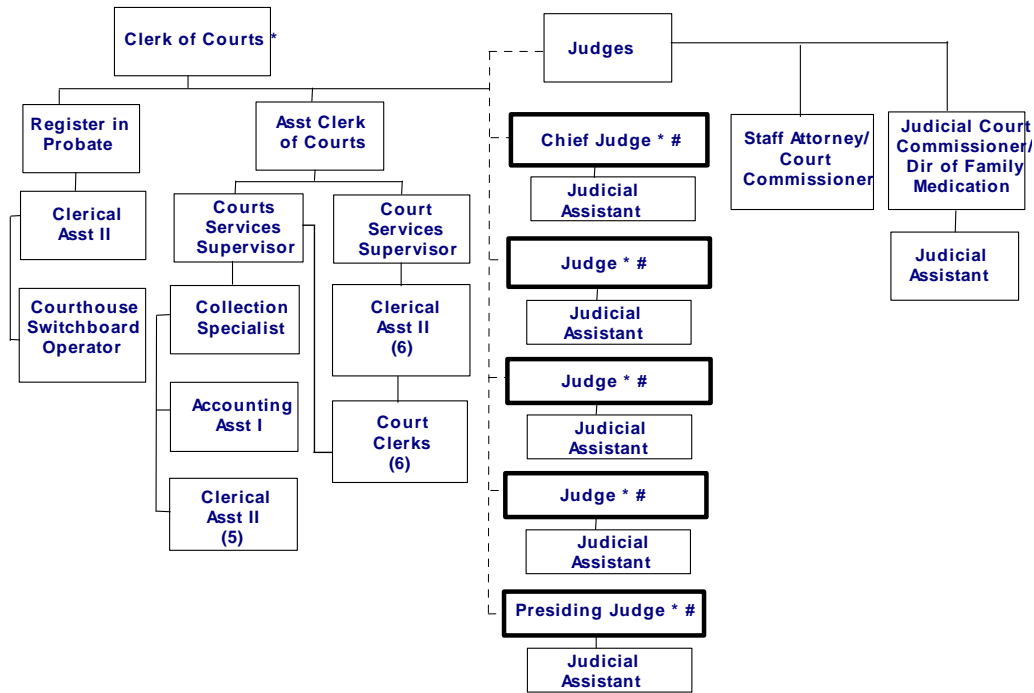 Clerk of Courts *
Judges
Register in
Probate
Asst Clerk
of Courts
Chief Judge * #
Staff Attorney/
Court
Commissioner
Judicial Court
Commissioner/
Dir of Family
Medication
Judicial
Assistant
Clerical
Asst II
Courts
Services
Supervisor
Court
Services
Supervisor
Judge * #
Judicial
Assistant
Courthouse
Switchboard
Operator
Collection
Specialist
Clerical
Asst II
(6)
Judicial
Assistant
Judge * #
Accounting
Asst I
Court
Clerks
(6)
Judicial
Assistant
Clerical
Asst II
(5)
Judge * #
Judicial
Assistant
Presiding Judge * #
Judicial
Assistant